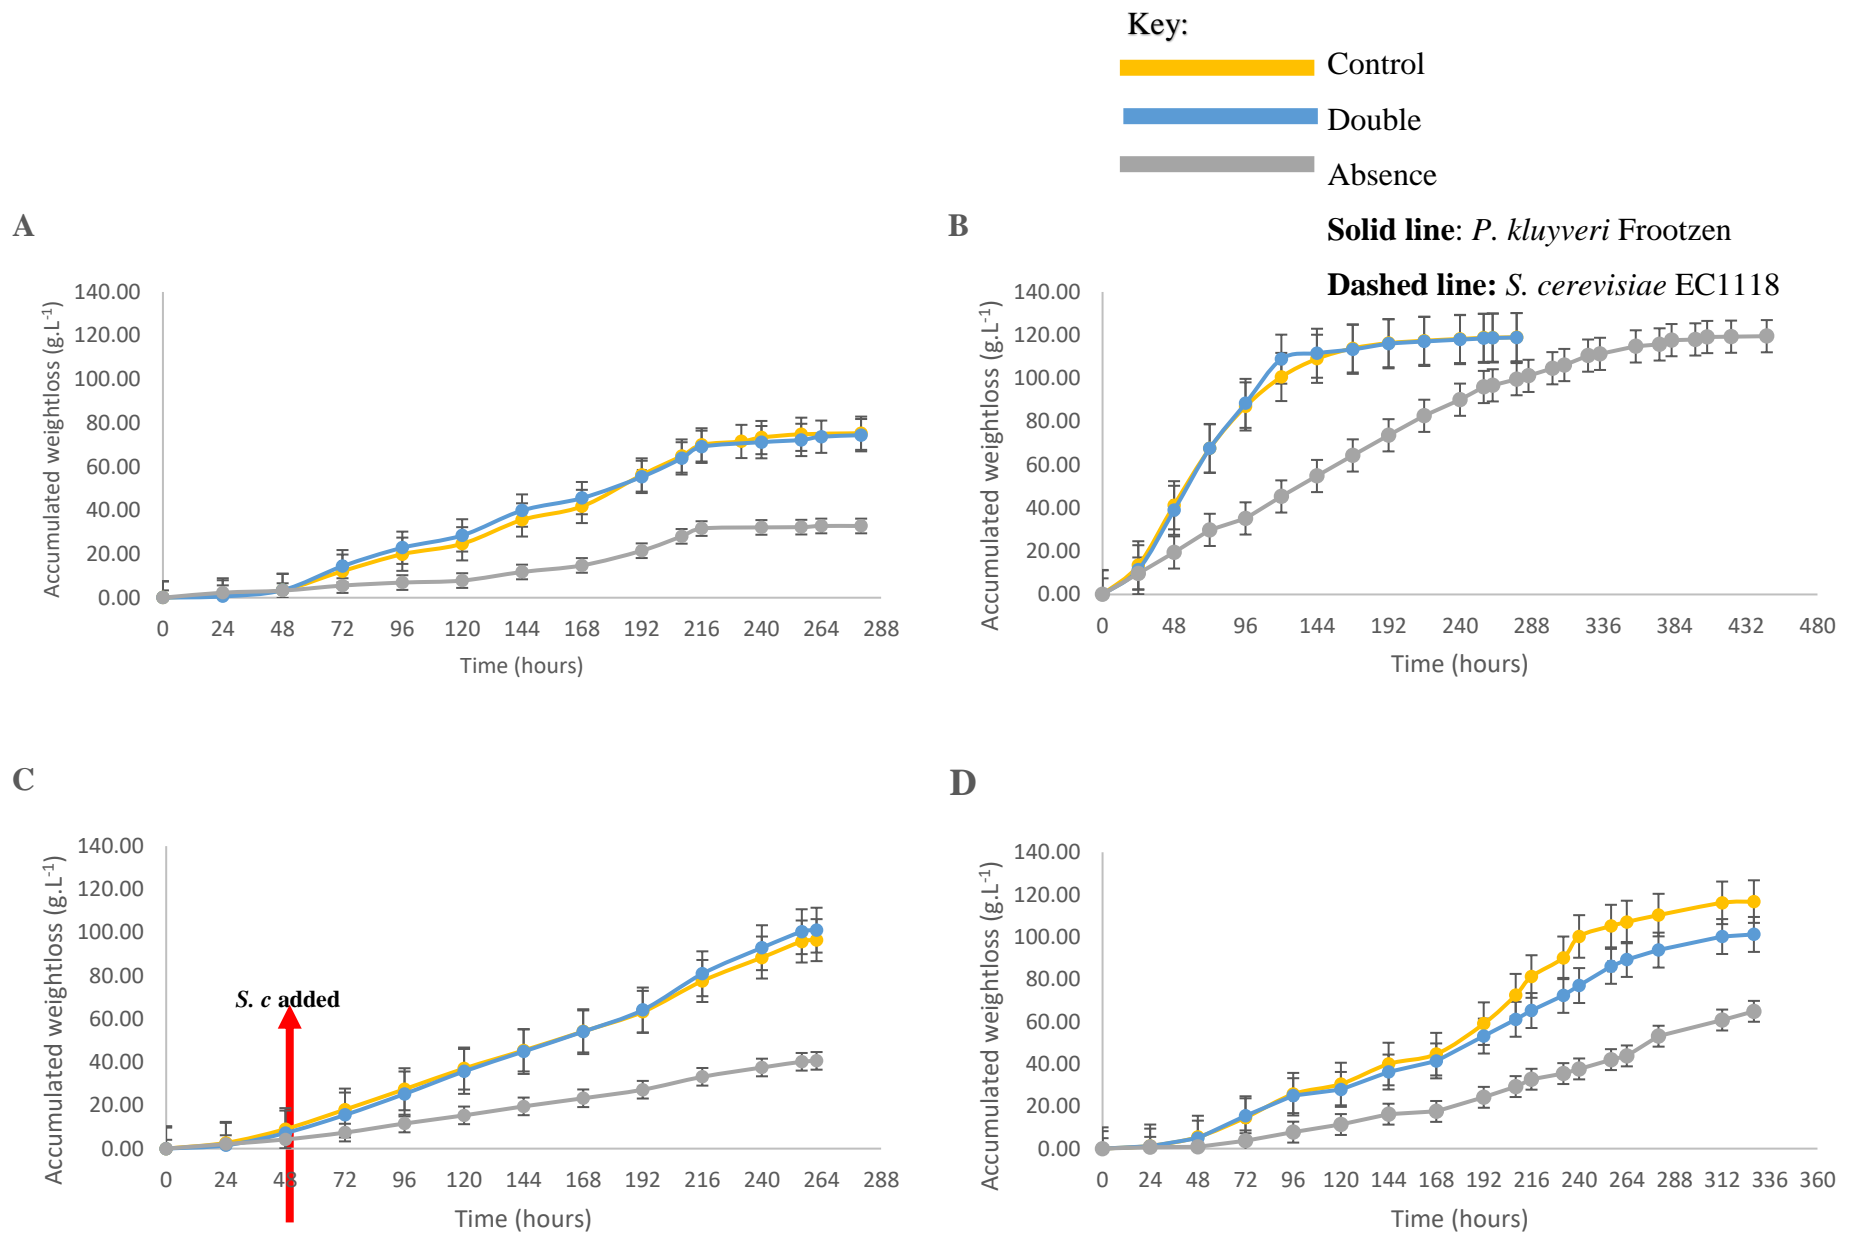 Key:
Control
Double
Absence
Solid line: P. kluyveri Frootzen
Dashed line: S. cerevisiae EC1118
A
Accumulated weightloss (g.L-1)
140.00
120.00
100.00
80.00
60.00
40.00
20.00
0.00
0 24 48 72 96 120 144 168 192 216 240 264 288
Time (hours)
B
Accumulated weightloss (g.L-1)
140.00
120.00
100.00
80.00
60.00
40.00
20.00
0.00
0 48 96 144 192 240 288 336 384 432 480
Time (hours)
C
Accumulated weightloss (g.L-1)
140.00
120.00
100.00
80.00
60.00
40.00
20.00
0.00
S. c added
0 24 48 72 96 120 144 168 192 216 240 264 288
Time (hours)
D
Accumulated weightloss (g.L-1)
140.00
120.00
100.00
80.00
60.00
40.00
20.00
0.00
0 24 48 72 96 120 144 168 192 216 240 264 288 312 336 360
Time (hours)